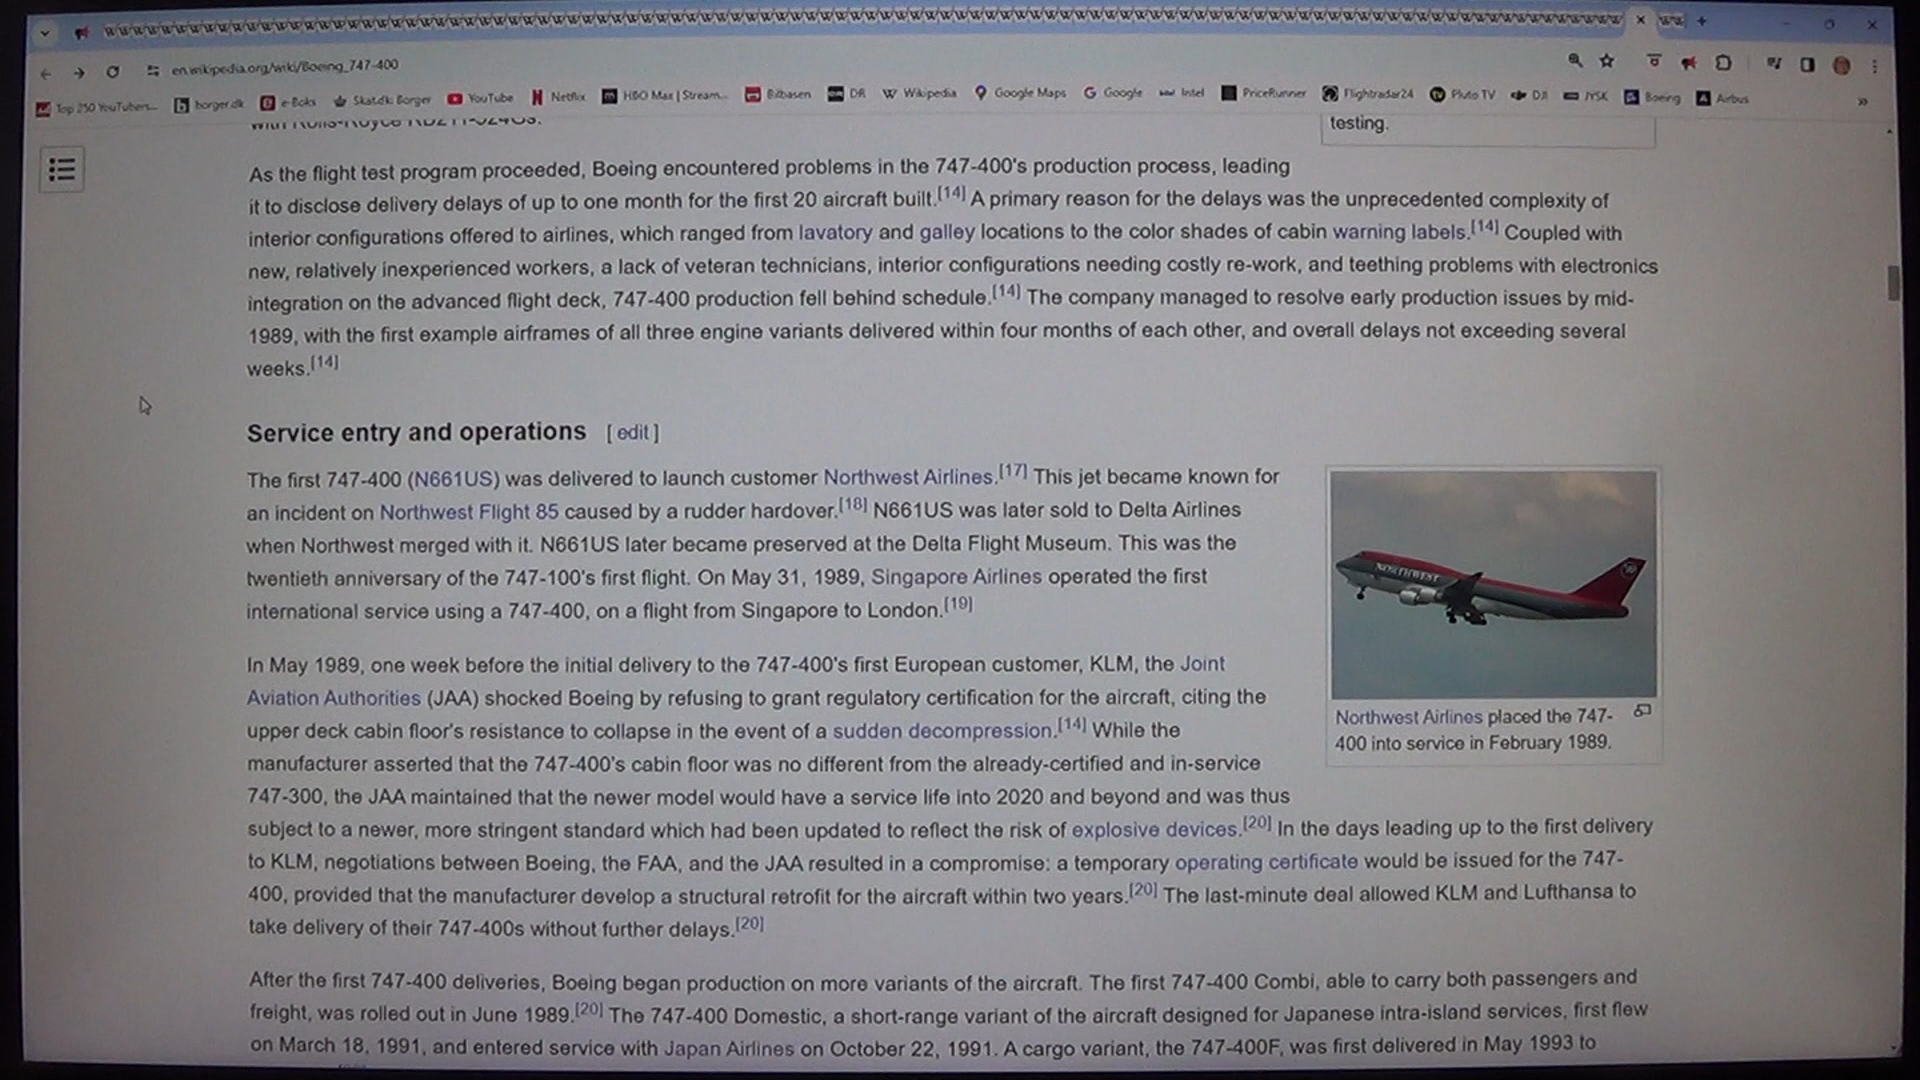 en.wikipedia.org/wiki/Boeing_747-400
Top 250 YouTubers... borger.dk e-Boks Skat.dk: Borger YouTube Netflix HBO Max | Stream... Bilbasen DR Wikipedia Google Maps Google Intel PriceRunner Flightradar24 Pluto TV DJI JYSK Boeing Airbus
testing.
As the flight test program proceeded, Boeing encountered problems in the 747-400's production process, leading
it to disclose delivery delays of up to one month for the first 20 aircraft built.[14] A primary reason for the delays was the unprecedented complexity of
interior configurations offered to airlines, which ranged from lavatory and galley locations to the color shades of cabin warning labels.[14] Coupled with
new, relatively inexperienced workers, a lack of veteran technicians, interior configurations needing costly re-work, and teething problems with electronics
integration on the advanced flight deck, 747-400 production fell behind schedule.[14] The company managed to resolve early production issues by mid-
1989, with the first example airframes of all three engine variants delivered within four months of each other, and overall delays not exceeding several
weeks.[14]
Service entry and operations [ edit ]
The first 747-400 (N661US) was delivered to launch customer Northwest Airlines.[17] This jet became known for
an incident on Northwest Flight 85 caused by a rudder hardover.[18] N661US was later sold to Delta Airlines
when Northwest merged with it. N661US later became preserved at the Delta Flight Museum. This was the
twentieth anniversary of the 747-100's first flight. On May 31, 1989, Singapore Airlines operated the first
international service using a 747-400, on a flight from Singapore to London.[19]
NORTHWEST
Northwest Airlines placed the 747-
400 into service in February 1989.
In May 1989, one week before the initial delivery to the 747-400's first European customer, KLM, the Joint
Aviation Authorities (JAA) shocked Boeing by refusing to grant regulatory certification for the aircraft, citing the
upper deck cabin floor's resistance to collapse in the event of a sudden decompression.[14] While the
manufacturer asserted that the 747-400's cabin floor was no different from the already-certified and in-service
747-300, the JAA maintained that the newer model would have a service life into 2020 and beyond and was thus
subject to a newer, more stringent standard which had been updated to reflect the risk of explosive devices.[20] In the days leading up to the first delivery
to KLM, negotiations between Boeing, the FAA, and the JAA resulted in a compromise: a temporary operating certificate would be issued for the 747-
400, provided that the manufacturer develop a structural retrofit for the aircraft within two years.[20] The last-minute deal allowed KLM and Lufthansa to
take delivery of their 747-400s without further delays.[20]
After the first 747-400 deliveries, Boeing began production on more variants of the aircraft. The first 747-400 Combi, able to carry both passengers and
freight, was rolled out in June 1989.[20] The 747-400 Domestic, a short-range variant of the aircraft designed for Japanese intra-island services, first flew
on March 18, 1991, and entered service with Japan Airlines on October 22, 1991. A cargo variant, the 747-400F, was first delivered in May 1993 to